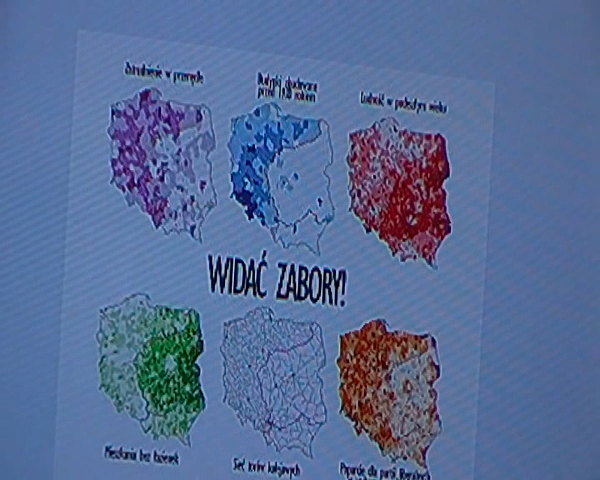 Zatrudnienie w przemyśle
Budynki zbudowane
przed 1918 rokiem
Ludność w podeszłym wieku
WIDAĆ ZABORY!
Mieszkania bez łazienek
Sieć torów kolejowych
Poparcie dla partii liberalnych